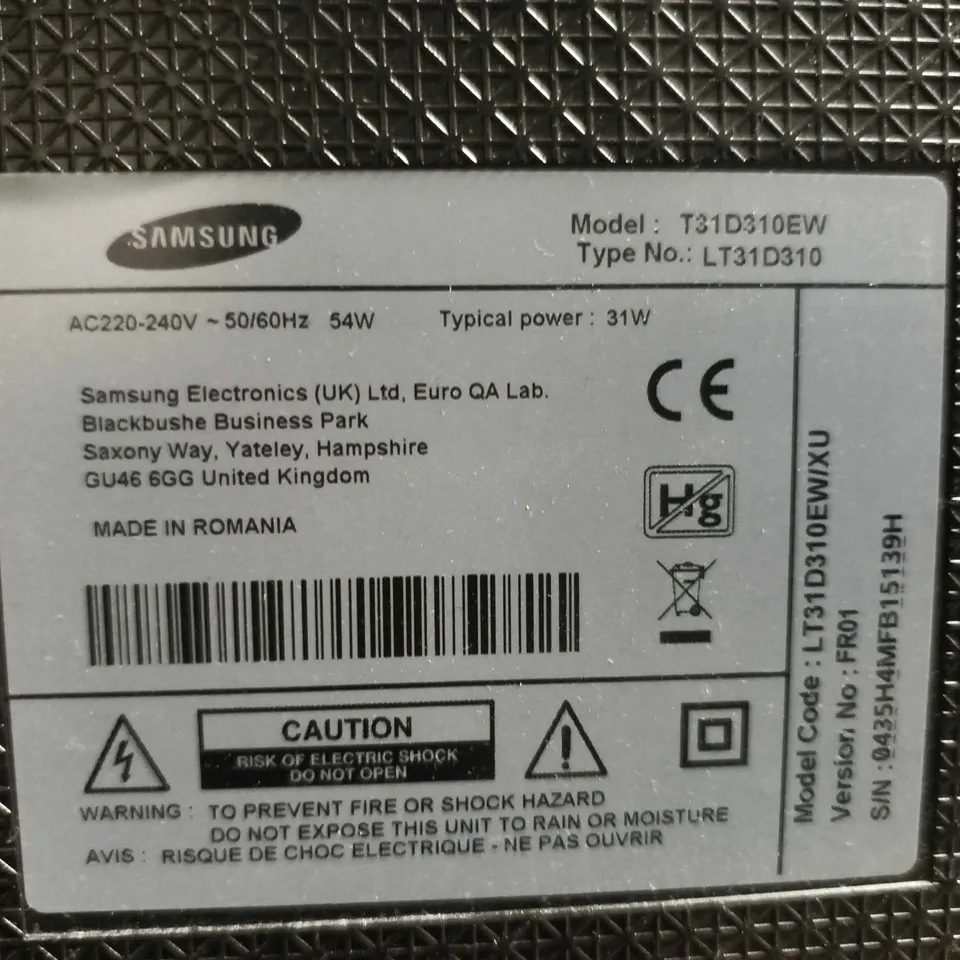 SAMSUNG
Model : T31D310EW
Type No.: LT31D310
AC220-240V ~ 50/60Hz 54W Typical power : 31W
Samsung Electronics (UK) Ltd, Euro QA Lab.
Blackbushe Business Park
Saxony Way, Yateley, Hampshire
GU46 6GG United Kingdom
MADE IN ROMANIA
CE
Hg
CAUTION
RISK OF ELECTRIC SHOCK
DO NOT OPEN
WARNING : TO PREVENT FIRE OR SHOCK HAZARD
DO NOT EXPOSE THIS UNIT TO RAIN OR MOISTURE
AVIS : RISQUE DE CHOC ELECTRIQUE - NE PAS OUVRIR
Model Code : LT31D310EW/XU
Version No : FR01
S/N : 0435H4MFB15139H